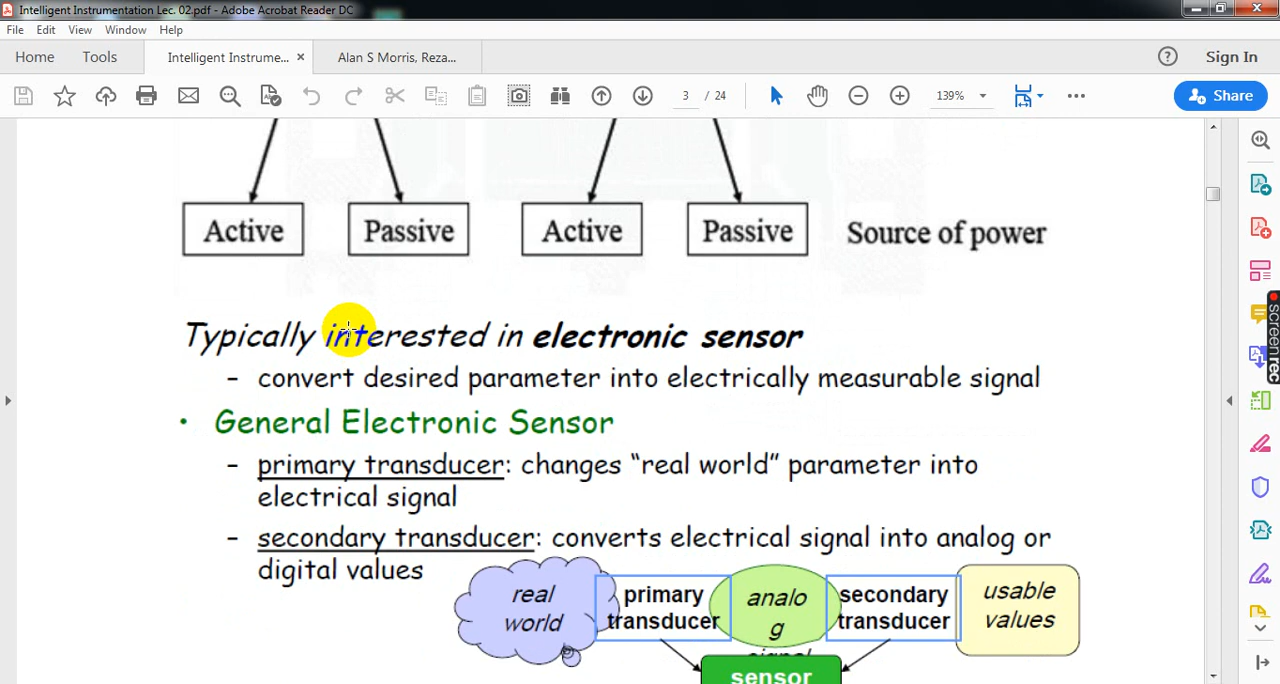 Intelligent Instrumentation Lec. 02.pdf - Adobe Acrobat Reader DC
File Edit View Window Help
Home Tools Intelligent Instrume... × Alan S Morris, Reza... ? Sign In
3 / 24 139% Share
Active Passive Active Passive Source of power
Typically interested in electronic sensor
- convert desired parameter into electrically measurable signal
• General Electronic Sensor
- primary transducer: changes “real world” parameter into
electrical signal
- secondary transducer: converts electrical signal into analog or
digital values
real
world
primary
transducer
analo
g
signal
secondary
transducer
usable
values
sensor
screenrec